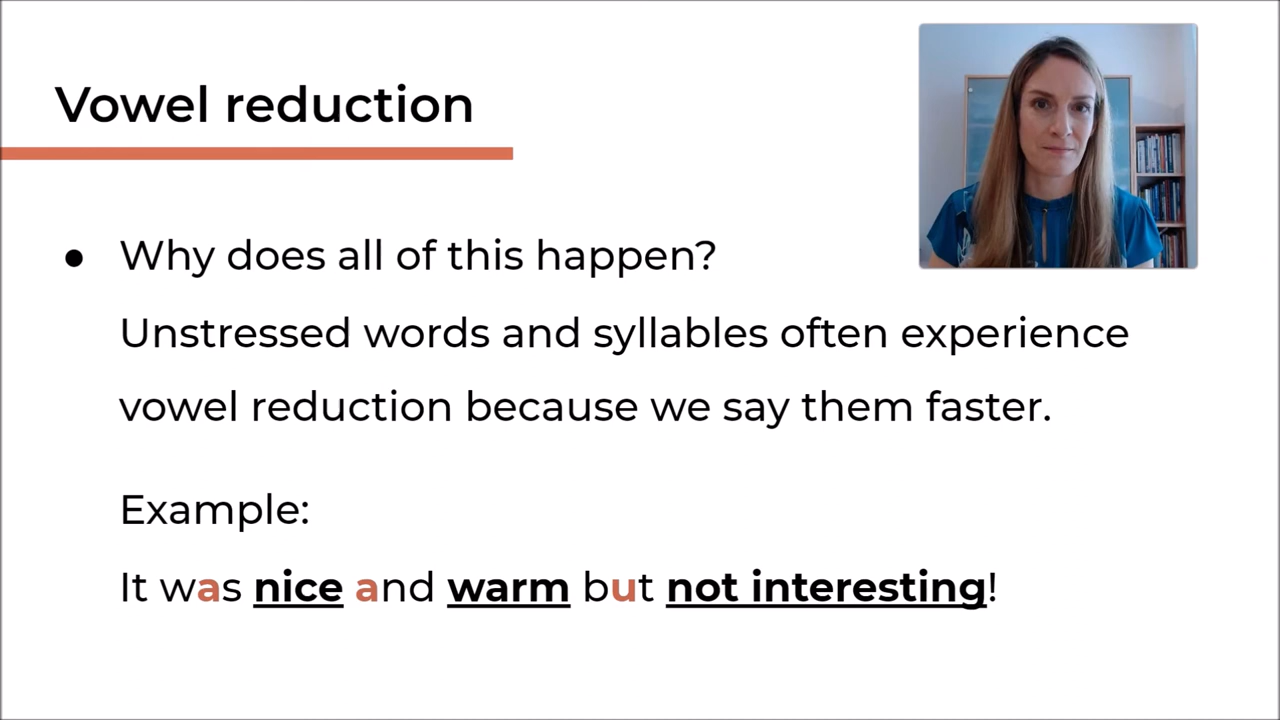 Vowel reduction
● Why does all of this happen?
Unstressed words and syllables often experience
vowel reduction because we say them faster.
Example:
It was nice and warm but not interesting!